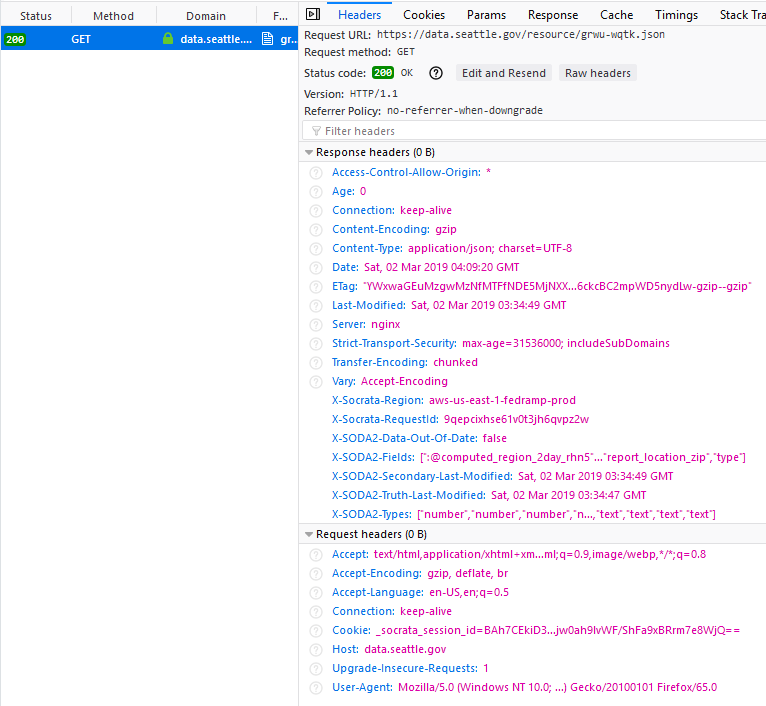 Status Method Domain F... Headers Cookies Params Response Cache Timings Stack Tra
200 GET data.seattle.... gr...
Request URL: https://data.seattle.gov/resource/grwu-wqtk.json
Request method: GET
Status code: 200 OK ? Edit and Resend Raw headers
Version: HTTP/1.1
Referrer Policy: no-referrer-when-downgrade
Filter headers
Response headers (0 B)
? Access-Control-Allow-Origin: *
? Age: 0
? Connection: keep-alive
? Content-Encoding: gzip
? Content-Type: application/json; charset=UTF-8
? Date: Sat, 02 Mar 2019 04:09:20 GMT
? ETag: "YWxwaGEuMzgwMzNfMTFfNDE5MjNXX...6ckcBC2mpWD5nydLw-gzip--gzip"
? Last-Modified: Sat, 02 Mar 2019 03:34:49 GMT
? Server: nginx
? Strict-Transport-Security: max-age=31536000; includeSubDomains
? Transfer-Encoding: chunked
? Vary: Accept-Encoding
X-Socrata-Region: aws-us-east-1-fedramp-prod
X-Socrata-RequestId: 9qepcixhse61v0t3jh6qvpz2w
X-SODA2-Data-Out-Of-Date: false
X-SODA2-Fields: [":@computed_region_2day_rhn5"..."report_location_zip","type"]
X-SODA2-Secondary-Last-Modified: Sat, 02 Mar 2019 03:34:49 GMT
X-SODA2-Truth-Last-Modified: Sat, 02 Mar 2019 03:34:47 GMT
X-SODA2-Types: ["number","number","number","n...,"text","text","text","text"]
Request headers (0 B)
? Accept: text/html,application/xhtml+xm...ml;q=0.9,image/webp,*/*;q=0.8
? Accept-Encoding: gzip, deflate, br
? Accept-Language: en-US,en;q=0.5
? Connection: keep-alive
? Cookie: _socrata_session_id=BAh7CEkiD3...jw0ah9lvWF/ShFa9xBRrm7e8WjQ==
? Host: data.seattle.gov
? Upgrade-Insecure-Requests: 1
? User-Agent: Mozilla/5.0 (Windows NT 10.0; ...) Gecko/20100101 Firefox/65.0